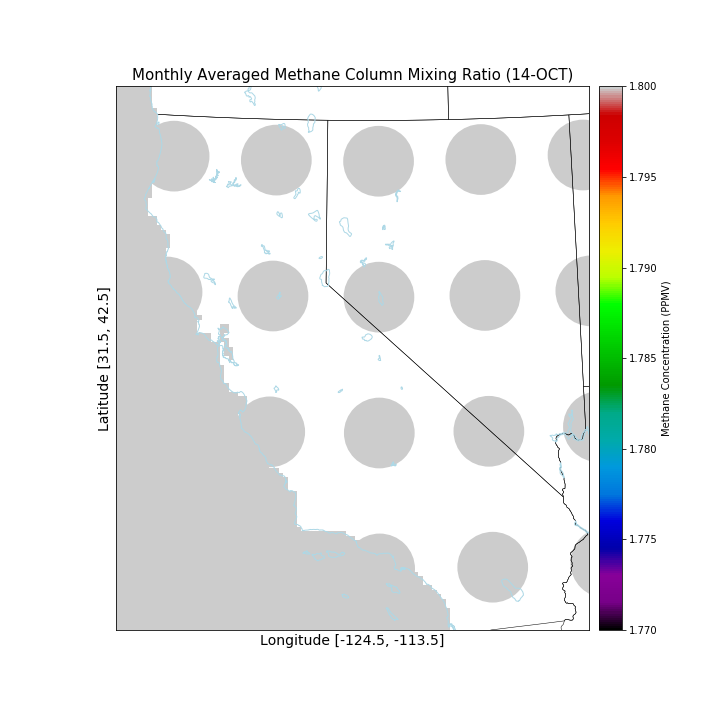 Monthly Averaged Methane Column Mixing Ratio (14-OCT)
Latitude [31.5, 42.5]
Longitude [-124.5, -113.5]
1.800
1.795
1.790
1.785
1.780
1.775
1.770
Methane Concentration (PPMV)